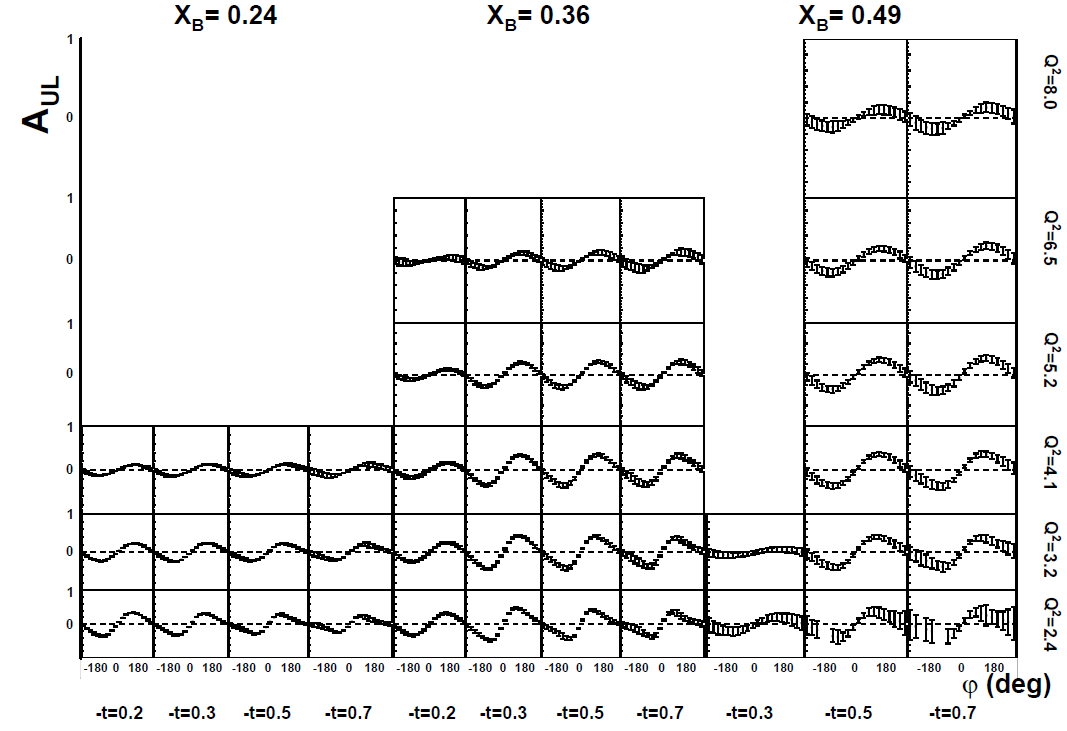 X_B= 0.24 X_B= 0.36 X_B= 0.49
A_UL
1
0
Q²=8.0
1
0
Q²=6.5
1
0
Q²=5.2
1
0
Q²=4.1
1
0
Q²=3.2
1
0
Q²=2.4
-180 0 180 -180 0 180 -180 0 180 -180 0 180 -180 0 180 -180 0 180 -180 0 180 -180 0 180 -180 0 180 -180 0 180 -180 0 180
φ (deg)
-t=0.2 -t=0.3 -t=0.5 -t=0.7 -t=0.2 -t=0.3 -t=0.5 -t=0.7 -t=0.3 -t=0.5 -t=0.7